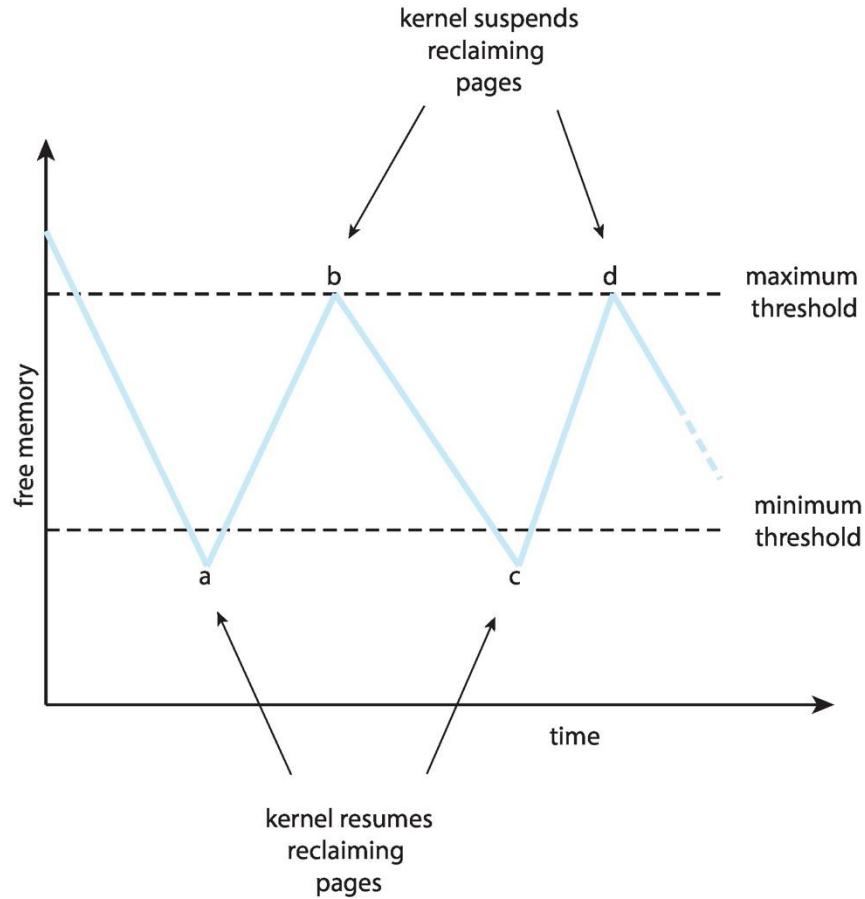 kernel suspends
reclaiming
pages
b
d
maximum
threshold
free memory
minimum
threshold
a
c
time
kernel resumes
reclaiming
pages